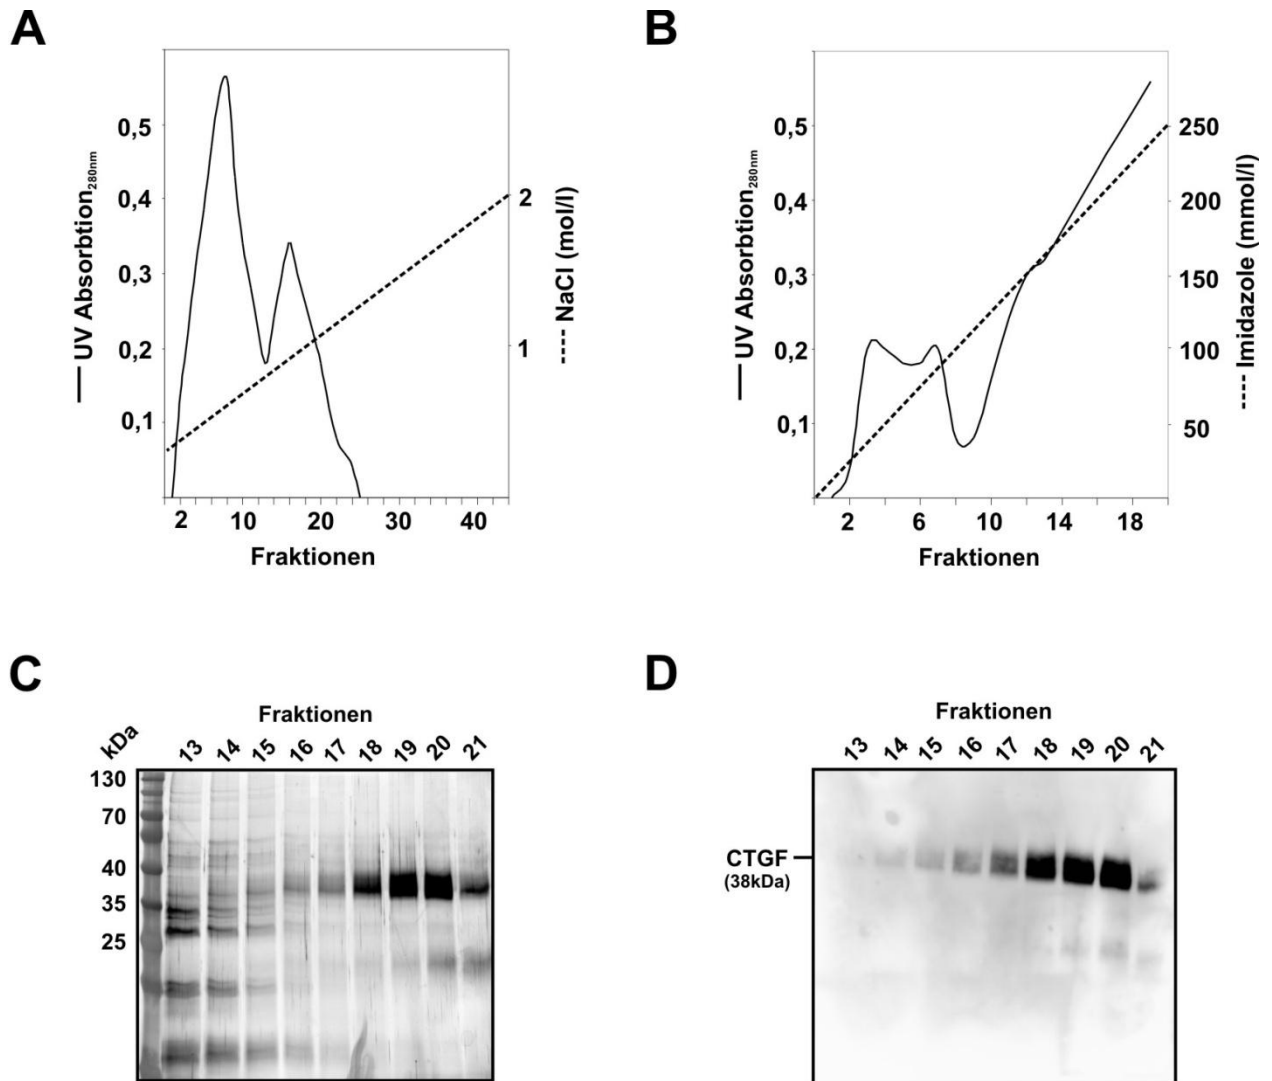 A
UV Absorbtion280nm
0,5
0,4
0,3
0,2
0,1
2
1
NaCl (mol/l)
2 10 20 30 40
Fraktionen
B
UV Absorbtion280nm
0,5
0,4
0,3
0,2
0,1
250
200
150
100
50
Imidazole (mmol/l)
2 6 10 14 18
Fraktionen
C
Fraktionen
kDa 13 14 15 16 17 18 19 20 21
130
70
40
35
25
D
Fraktionen
13 14 15 16 17 18 19 20 21
CTGF
(38kDa)